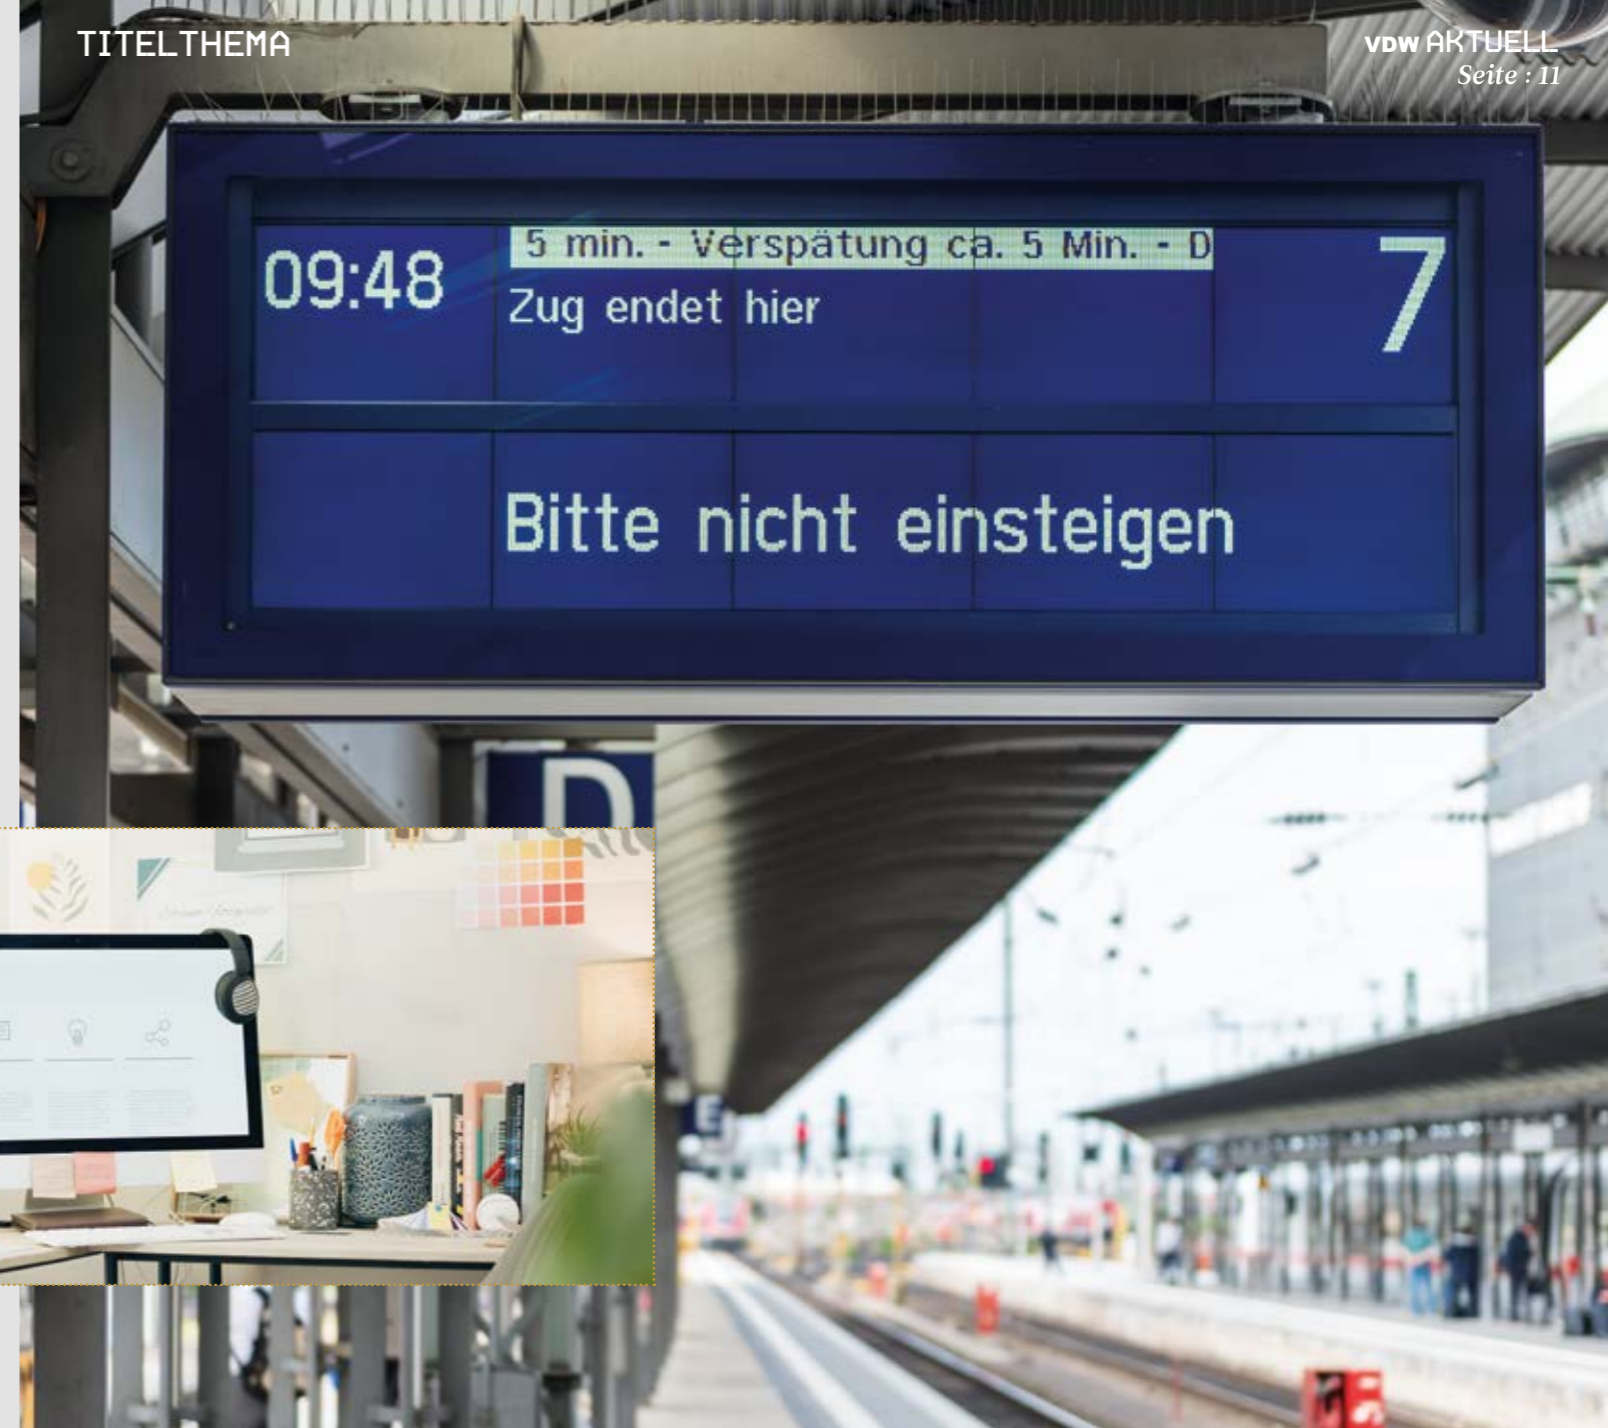 TITELTHEMA
VDW AKTUELL
Seite : 11
09:48
5 min. - Verspätung ca. 5 Min. - D
Zug endet hier
7
Bitte nicht einsteigen
D
E